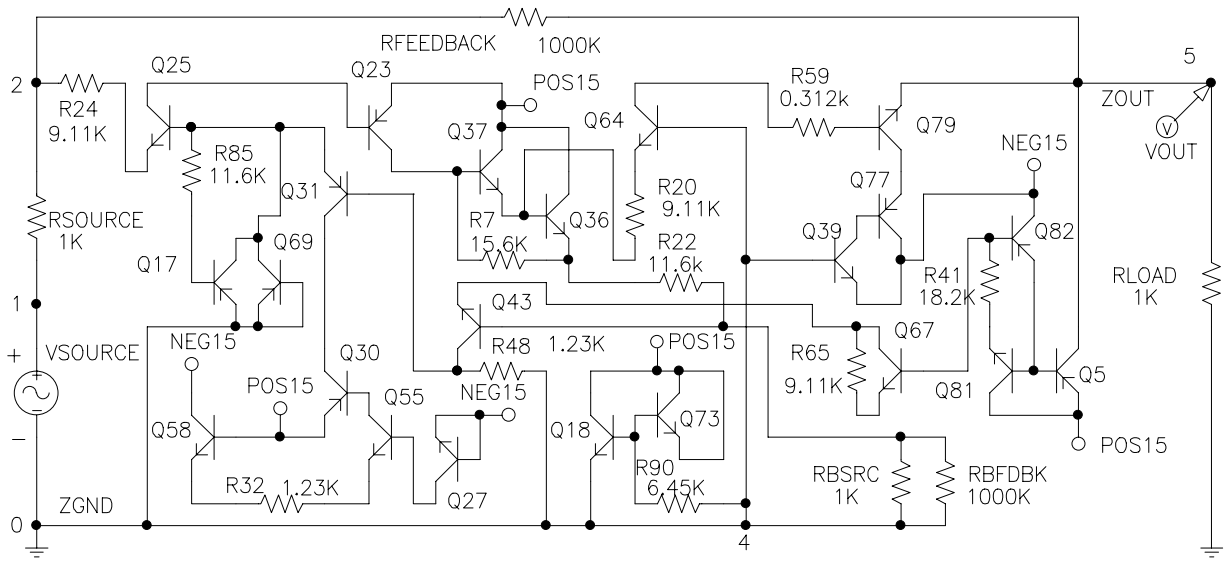 RFEEDBACK
1000K
5
2
Q25
Q23
R59
0.312k
R24
9.11K
POS15
Q64
Q79
ZOUT
V
VOUT
Q37
NEG15
R85
11.6K
Q31
Q77
R20
9.11K
RSOURCE
1K
R7
15.6K
Q36
Q39
Q82
R22
11.6k
Q17
Q69
R41
18.2K
RLOAD
1K
1
Q43
Q67
+
VSOURCE
NEG15
R48
1.23K
POS15
R65
9.11K
Q81
Q5
Q30
POS15
Q55
NEG15
–
Q58
Q18
Q73
POS15
R32
1.23K
Q27
R90
6.45K
RBSRC
1K
RBFDBK
1000K
0
ZGND
4